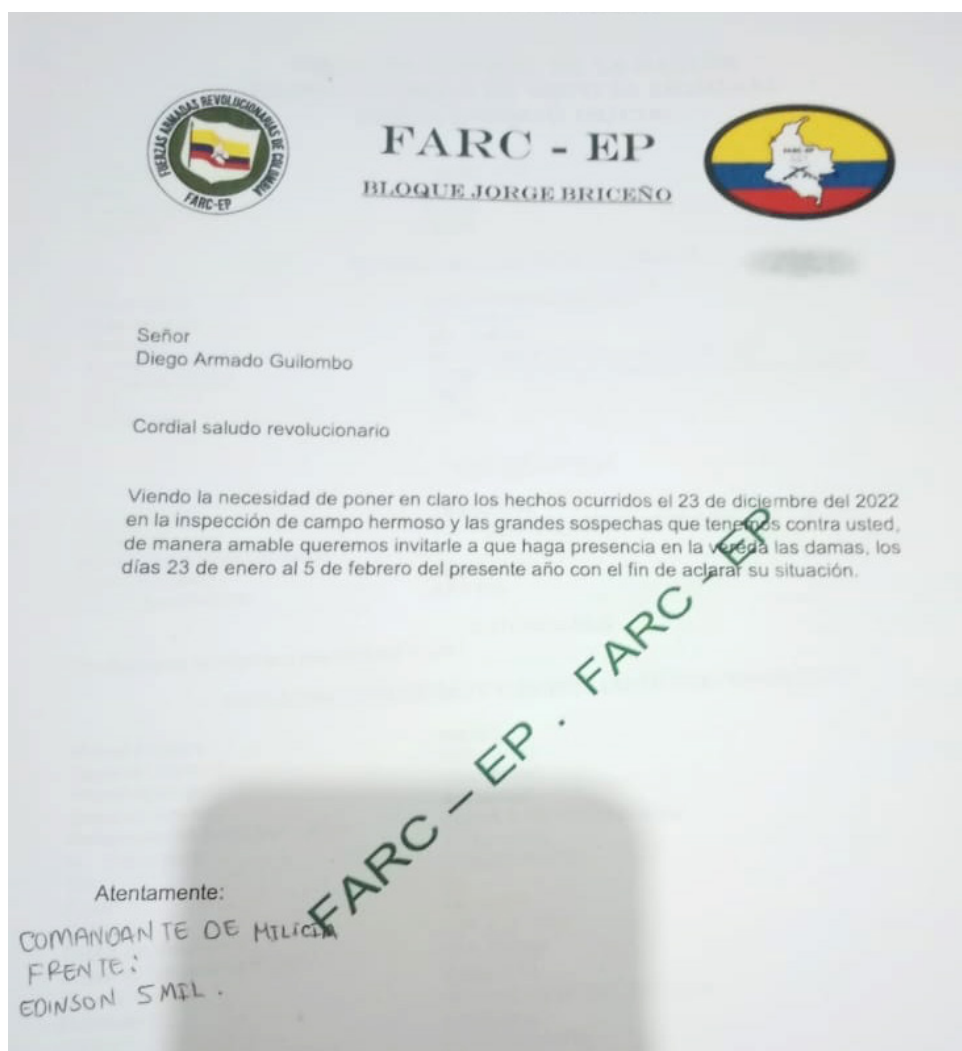 FUERZAS ARMADAS REVOLUCIONARIAS DE COLOMBIA
FARC-EP
FARC - EP
BLOQUE JORGE BRICEÑO
FARC-EP
Señor
Diego Armado Guilombo
Cordial saludo revolucionario
Viendo la necesidad de poner en claro los hechos ocurridos el 23 de diciembre del 2022
en la inspección de campo hermoso y las grandes sospechas que tenemos contra usted,
de manera amable queremos invitarle a que haga presencia en la vereda las damas, los
días 23 de enero al 5 de febrero del presente año con el fin de aclarar su situación.
FARC – EP . FARC - EP
Atentamente:
COMANDANTE DE MILICIA
FRENTE:
EDINSON 5 MIL .